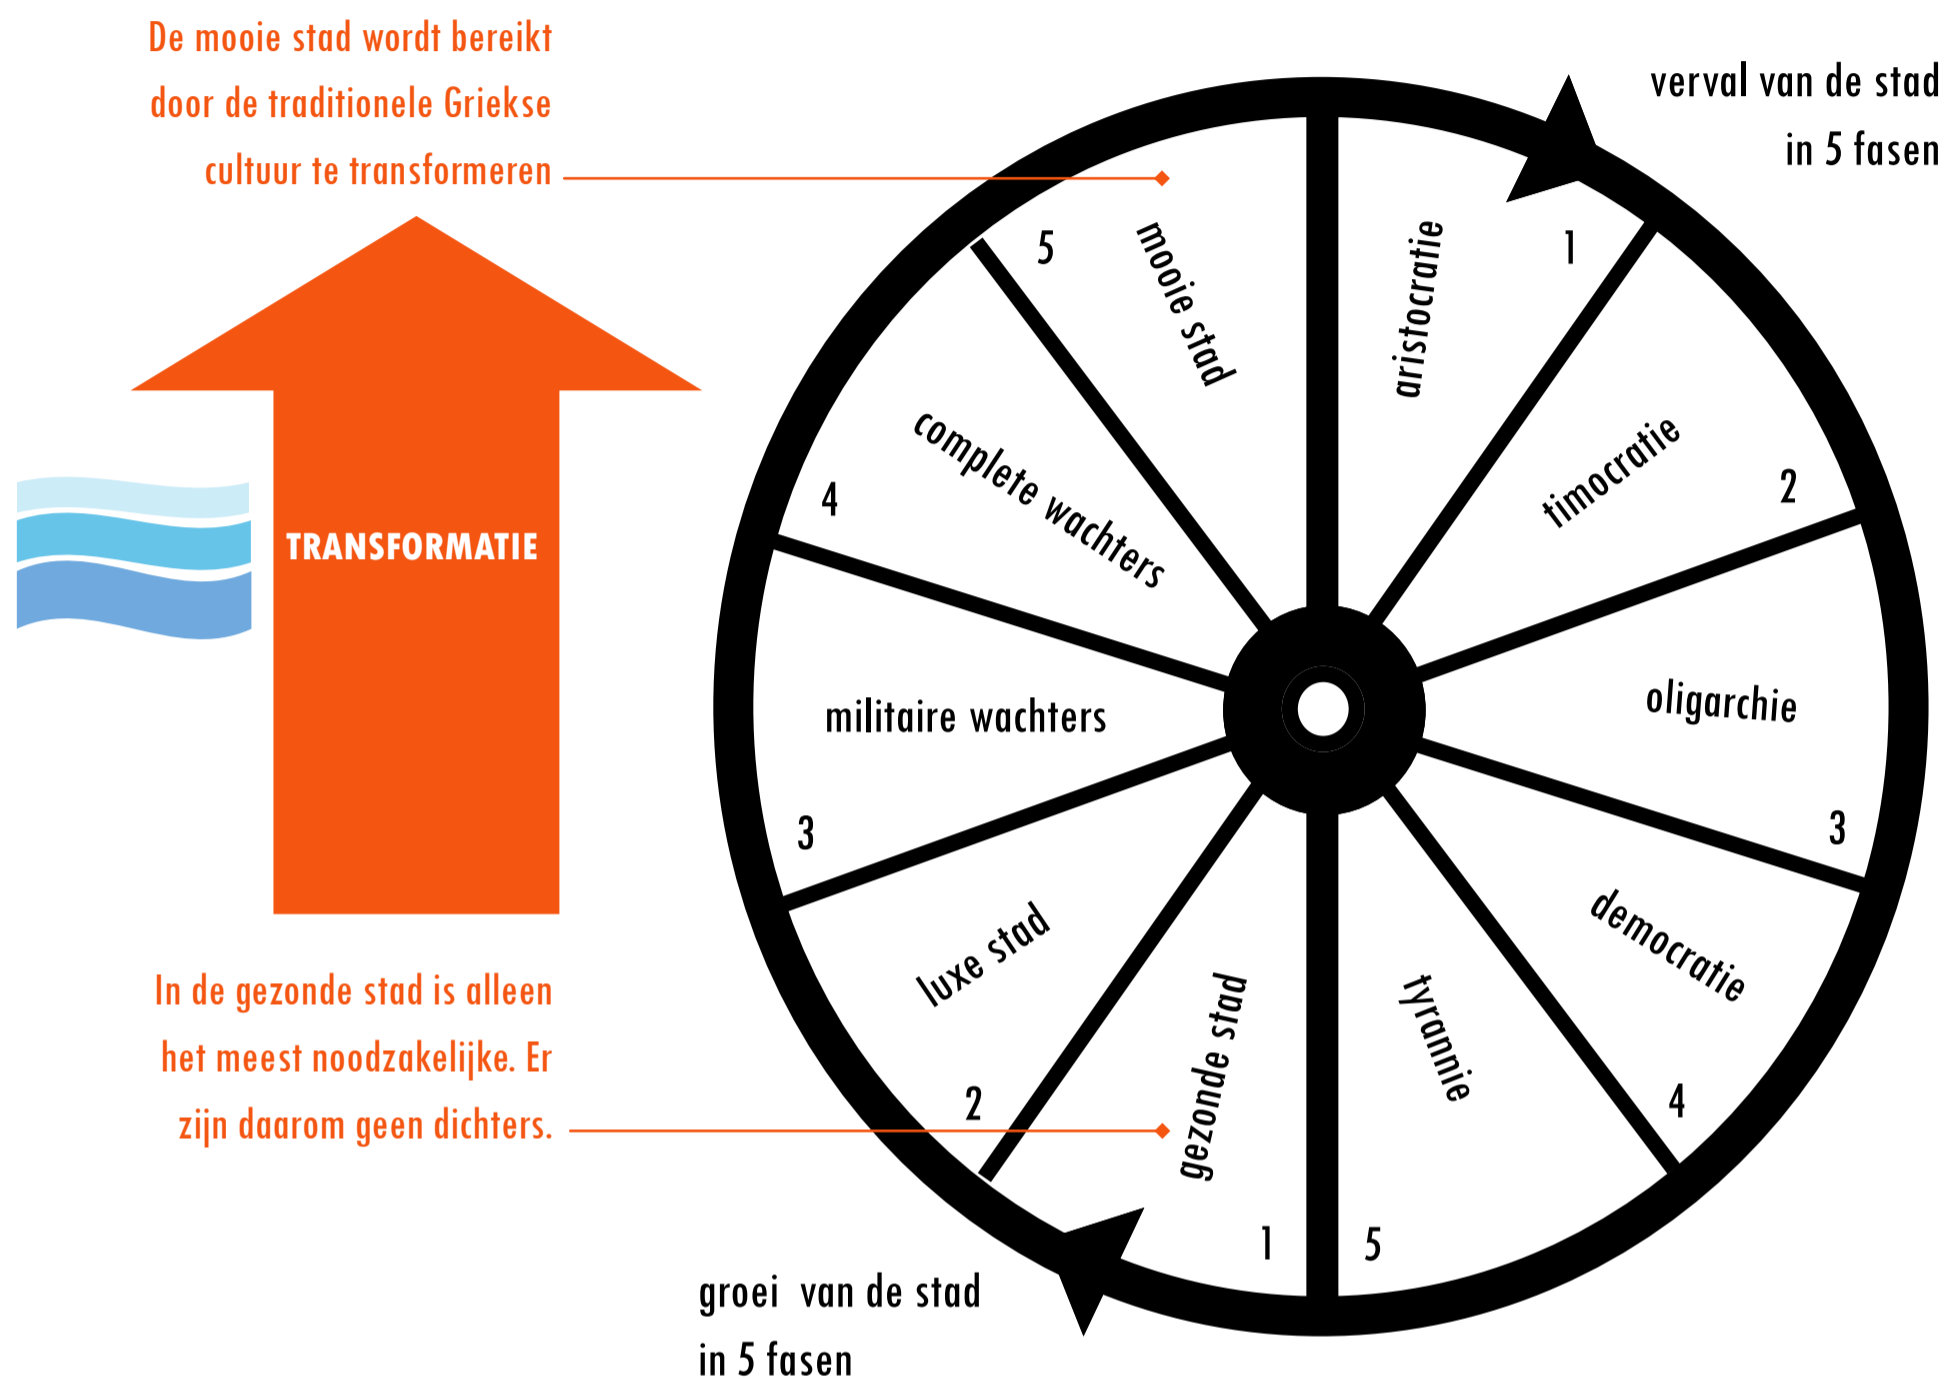 De mooie stad wordt bereikt
door de traditionele Griekse
cultuur te transformeren
TRANSFORMATIE
In de gezonde stad is alleen
het meest noodzakelijke. Er
zijn daarom geen dichters.
verval van de stad
in 5 fasen
1
aristocratie
2
timocratie
3
oligarchie
4
democratie
5
tyrannie
groei van de stad
in 5 fasen
1
gezonde stad
2
luxe stad
3
militaire wachters
4
complete wachters
5
mooie stad